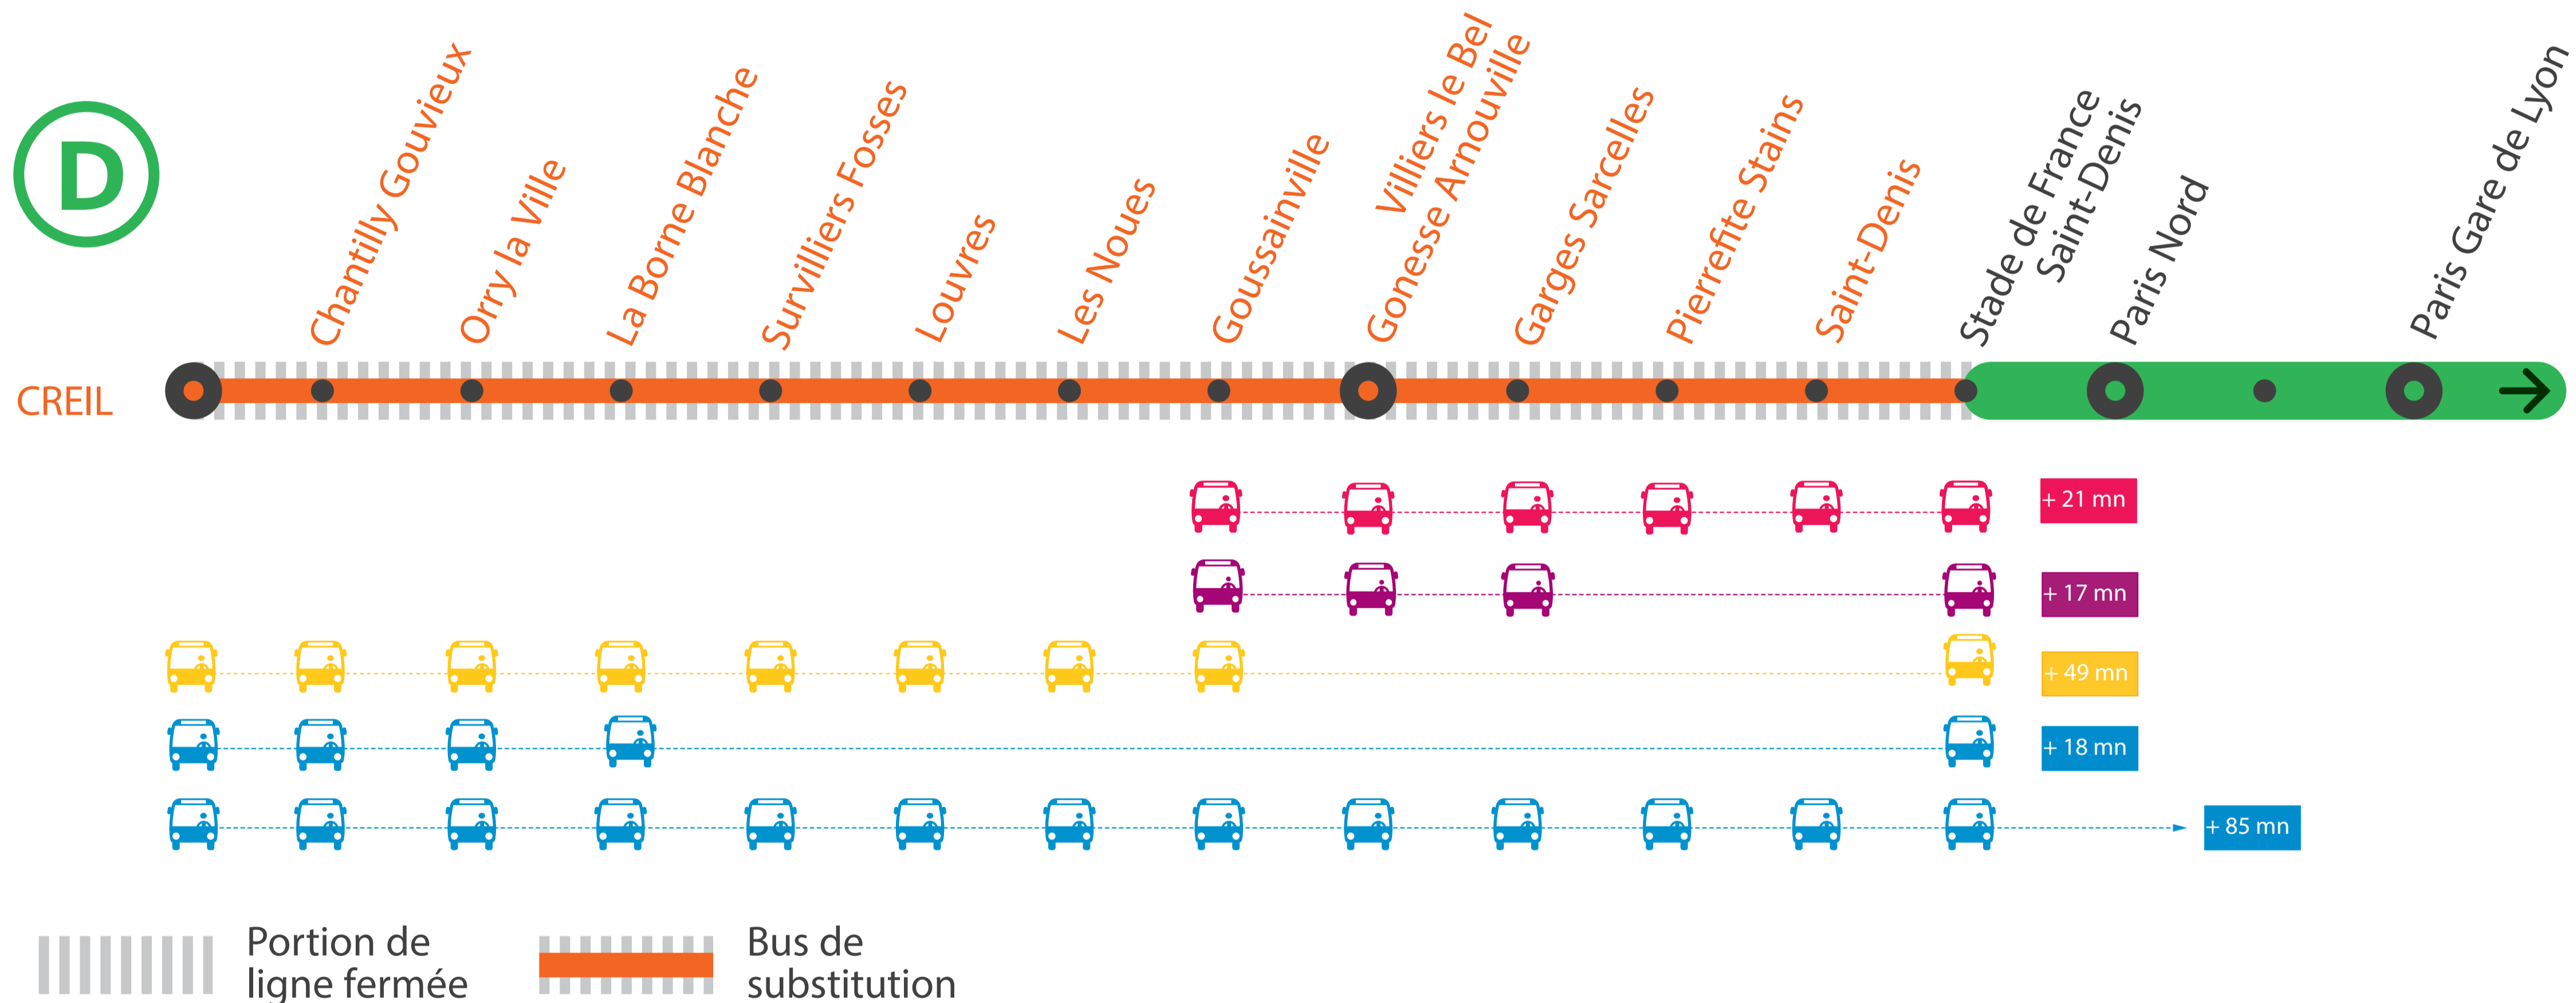 D
CREIL
Chantilly Gouvieux
Orry la Ville
La Borne Blanche
Survilliers Fosses
Louvres
Les Noues
Goussainville
Villiers le Bel
Gonesse Arnouville
Garges Sarcelles
Pierrefite Stains
Saint-Denis
Stade de France
Saint-Denis
Paris Nord
Paris Gare de Lyon
+ 21 mn
+ 17 mn
+ 49 mn
+ 18 mn
+ 85 mn
Portion de
ligne fermée
Bus de
substitution